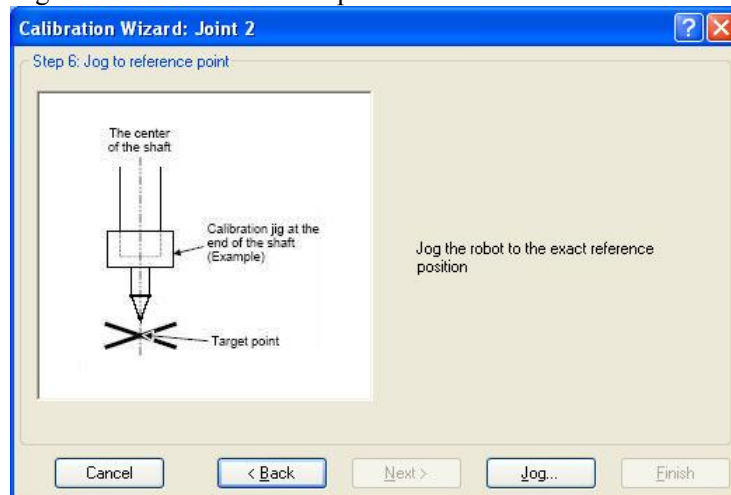 Calibration Wizard: Joint 2
Step 6: Jog to reference point
The center
of the shaft
Calibration jig at the
end of the shaft
(Example)
Target point
Jog the robot to the exact reference
position
Cancel
< Back
Next >
Jog...
Finish